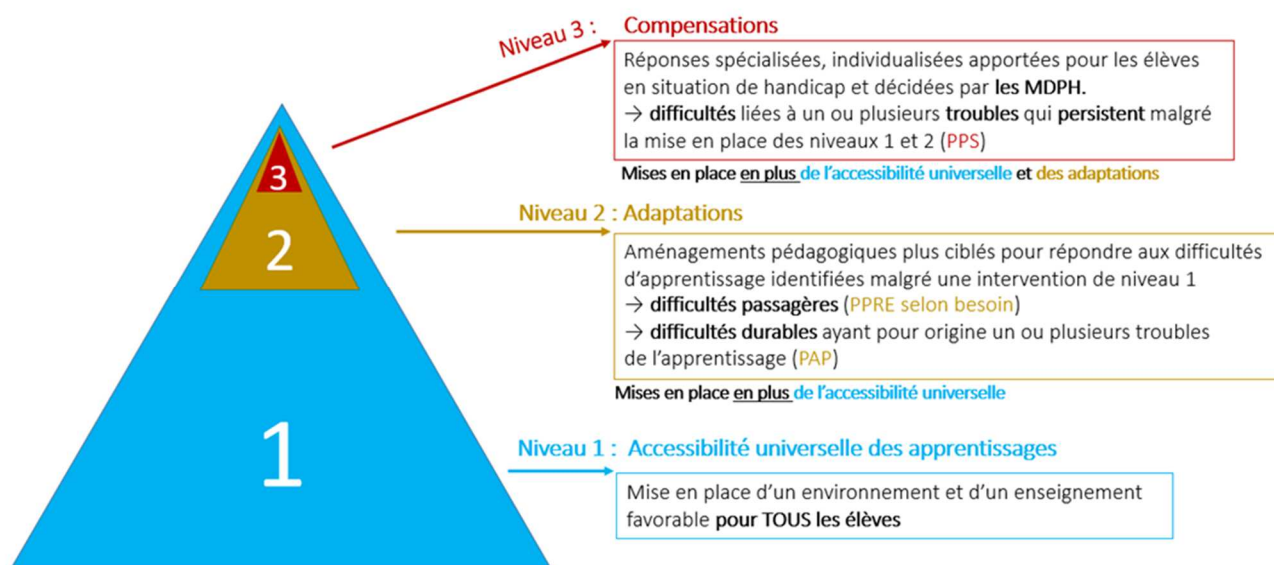 Niveau 3 : Compensations
Réponses spécialisées, individualisées apportées pour les élèves
en situation de handicap et décidées par les MDPH.
→ difficultés liées à un ou plusieurs troubles qui persistent malgré
la mise en place des niveaux 1 et 2 (PPS)
Mises en place en plus de l'accessibilité universelle et des adaptations
3
Niveau 2 : Adaptations
2
Aménagements pédagogiques plus ciblés pour répondre aux difficultés
d'apprentissage identifiées malgré une intervention de niveau 1
→ difficultés passagères (PPRE selon besoin)
→ difficultés durables ayant pour origine un ou plusieurs troubles
de l'apprentissage (PAP)
Mises en place en plus de l'accessibilité universelle
1
Niveau 1 : Accessibilité universelle des apprentissages
Mise en place d'un environnement et d'un enseignement
favorable pour TOUS les élèves